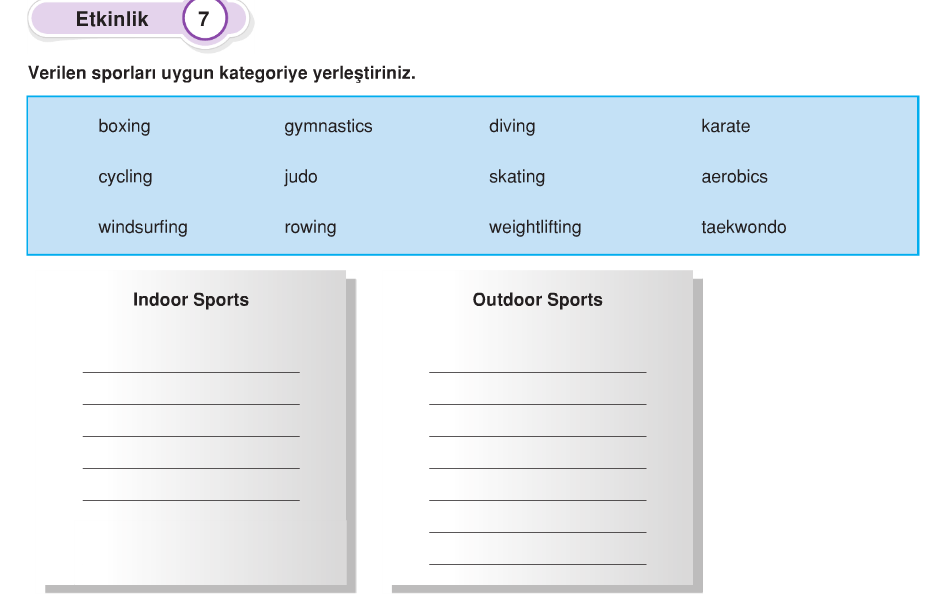 Etkinlik 7
Verilen sporları uygun kategoriye yerleştiriniz.
boxing gymnastics diving karate
cycling judo skating aerobics
windsurfing rowing weightlifting taekwondo
Indoor Sports Outdoor Sports